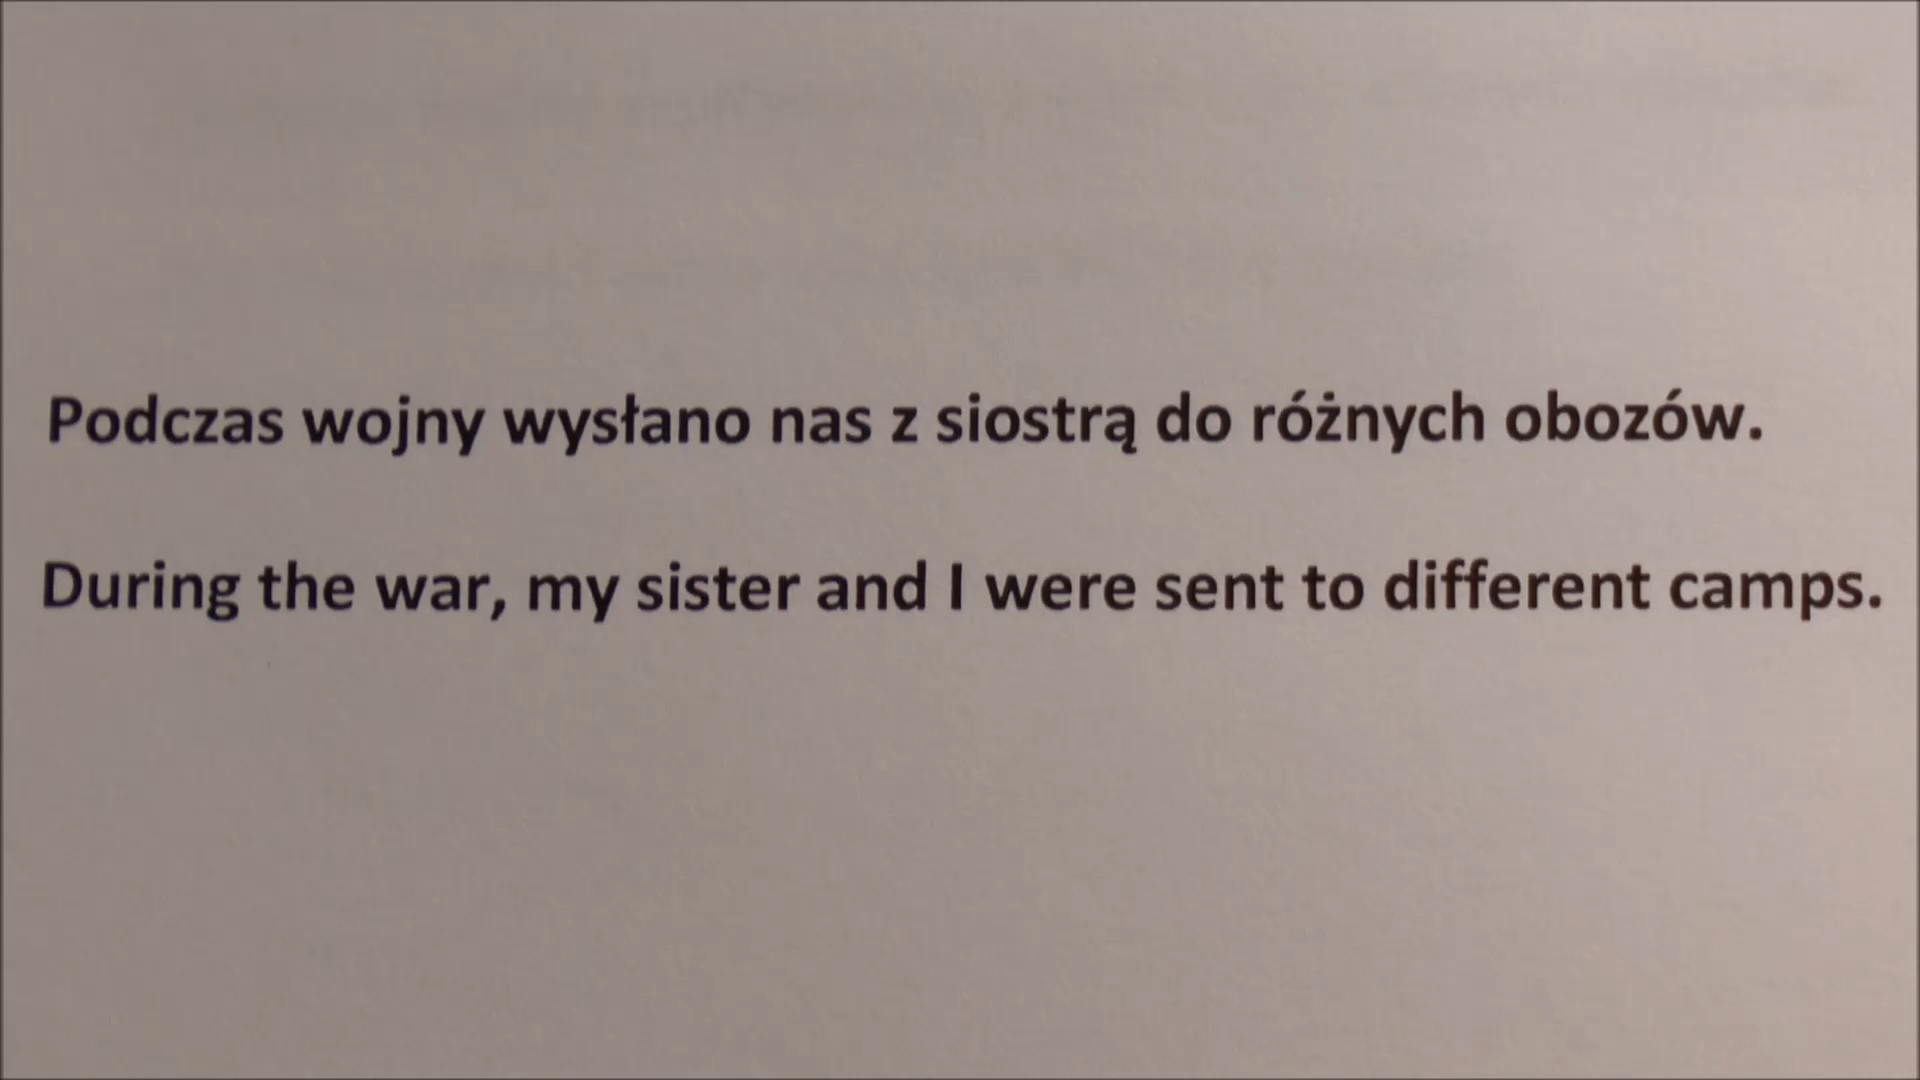 Podczas wojny wysłano nas z siostrą do różnych obozów.
During the war, my sister and I were sent to different camps.